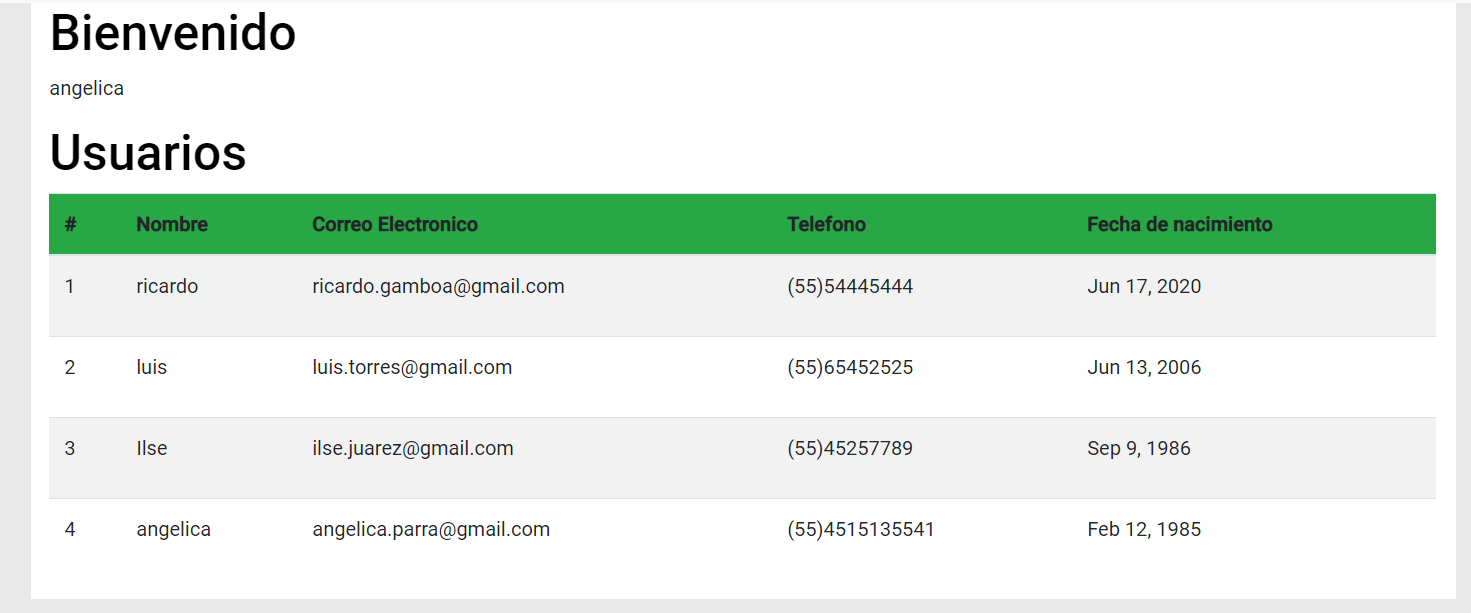 Bienvenido
angelica
Usuarios
# Nombre Correo Electronico Telefono Fecha de nacimiento
1 ricardo ricardo.gamboa@gmail.com (55)54445444 Jun 17, 2020
2 luis luis.torres@gmail.com (55)65452525 Jun 13, 2006
3 Ilse ilse.juarez@gmail.com (55)45257789 Sep 9, 1986
4 angelica angelica.parra@gmail.com (55)4515135541 Feb 12, 1985